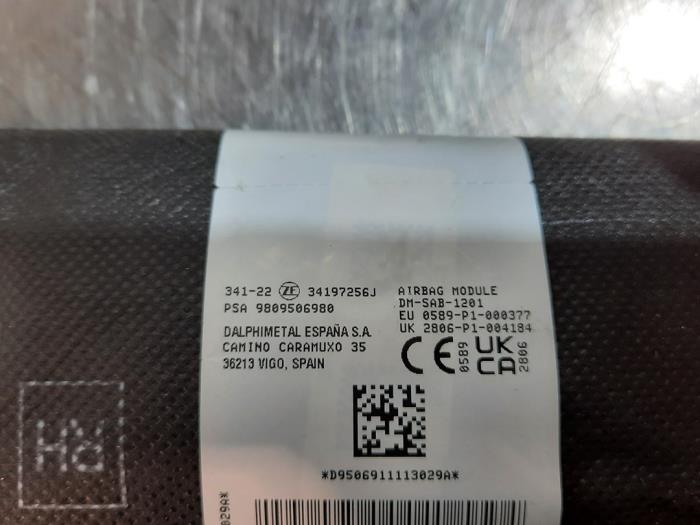 341-22 ZF 34197256J
PSA 9809506980
DALPHIMETAL ESPAÑA S.A.
CAMINO CARAMUXO 35
36213 VIGO, SPAIN
AIRBAG MODULE
DM-SAB-1201
EU 0589-P1-000377
UK 2806-P1-004184
CE 0589 UK CA 2806
*D9506911113029A*
029A*
RH